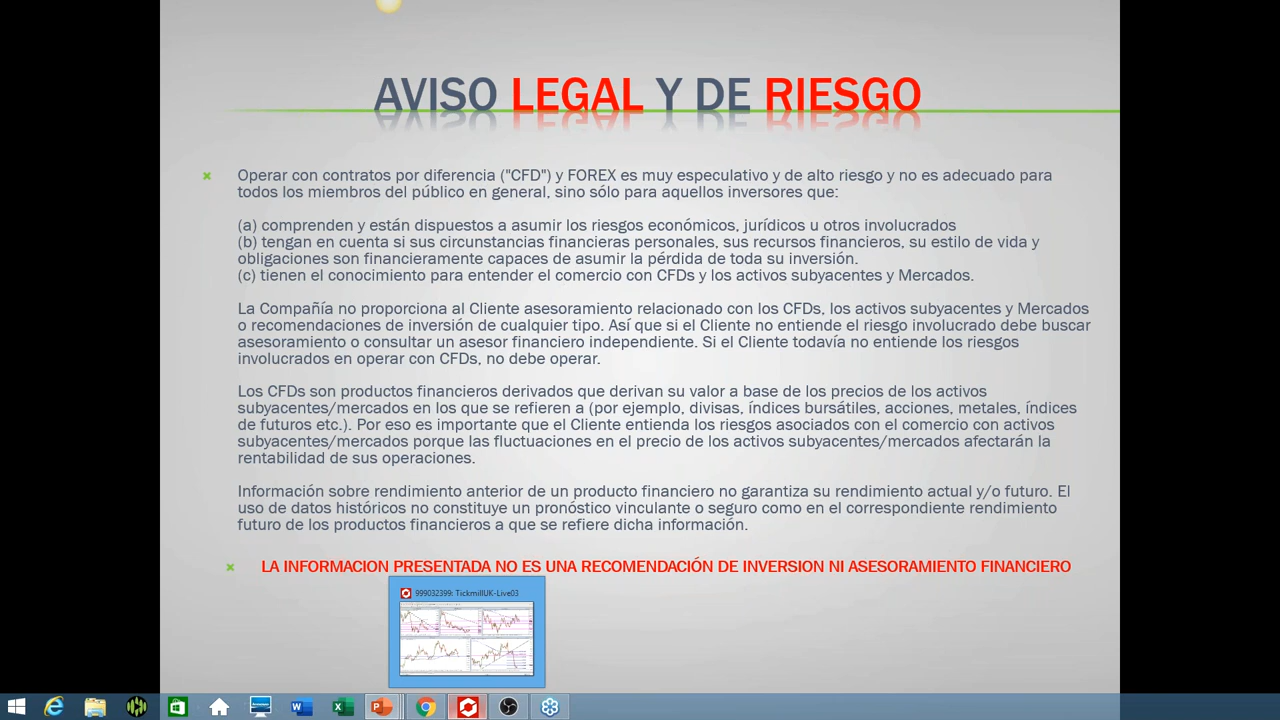 AVISO LEGAL Y DE RIESGO
Operar con contratos por diferencia ("CFD") y FOREX es muy especulativo y de alto riesgo y no es adecuado para
todos los miembros del público en general, sino sólo para aquellos inversores que:
(a) comprenden y están dispuestos a asumir los riesgos económicos, jurídicos u otros involucrados
(b) tengan en cuenta si sus circunstancias financieras personales, sus recursos financieros, su estilo de vida y
obligaciones son financieramente capaces de asumir la pérdida de toda su inversión.
(c) tienen el conocimiento para entender el comercio con CFDs y los activos subyacentes y Mercados.
La Compañía no proporciona al Cliente asesoramiento relacionado con los CFDs, los activos subyacentes y Mercados
o recomendaciones de inversión de cualquier tipo. Así que si el Cliente no entiende el riesgo involucrado debe buscar
asesoramiento o consultar un asesor financiero independiente. Si el Cliente todavía no entiende los riesgos
involucrados en operar con CFDs, no debe operar.
Los CFDs son productos financieros derivados que derivan su valor a base de los precios de los activos
subyacentes/mercados en los que se refieren a (por ejemplo, divisas, índices bursátiles, acciones, metales, índices
de futuros etc.). Por eso es importante que el Cliente entienda los riesgos asociados con el comercio con activos
subyacentes/mercados porque las fluctuaciones en el precio de los activos subyacentes/mercados afectarán la
rentabilidad de sus operaciones.
Información sobre rendimiento anterior de un producto financiero no garantiza su rendimiento actual y/o futuro. El
uso de datos históricos no constituye un pronóstico vinculante o seguro como en el correspondiente rendimiento
futuro de los productos financieros a que se refiere dicha información.
LA INFORMACION PRESENTADA NO ES UNA RECOMENDACIÓN DE INVERSION NI ASESORAMIENTO FINANCIERO
999032399: TickmillUK-Live03